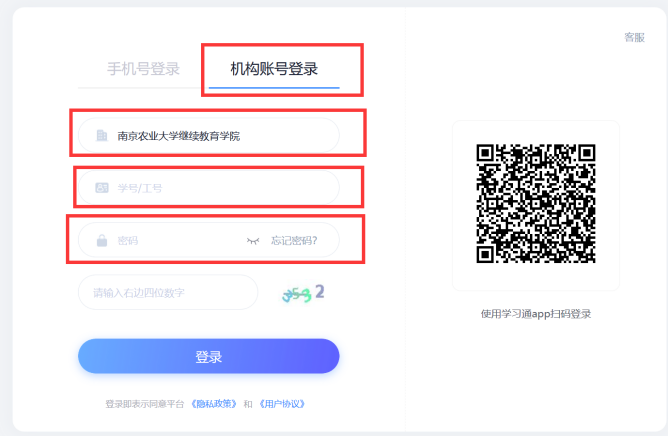 客服
手机号登录 机构账号登录
南京农业大学继续教育学院
学号/工号
密码 忘记密码?
请输入右边四位数字
登录
登录即表示同意平台 《隐私政策》 和 《用户协议》
使用学习通app扫码登录